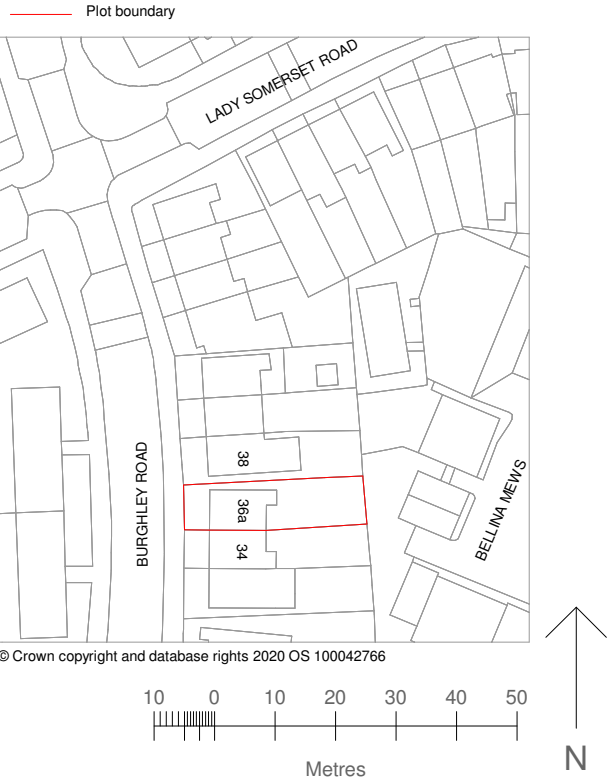 Plot boundary
LADY SOMERSET ROAD
38
BURGHLEY ROAD
36a
BELLINA MEWS
34
© Crown copyright and database rights 2020 OS 100042766
10 0 10 20 30 40 50
Metres
N